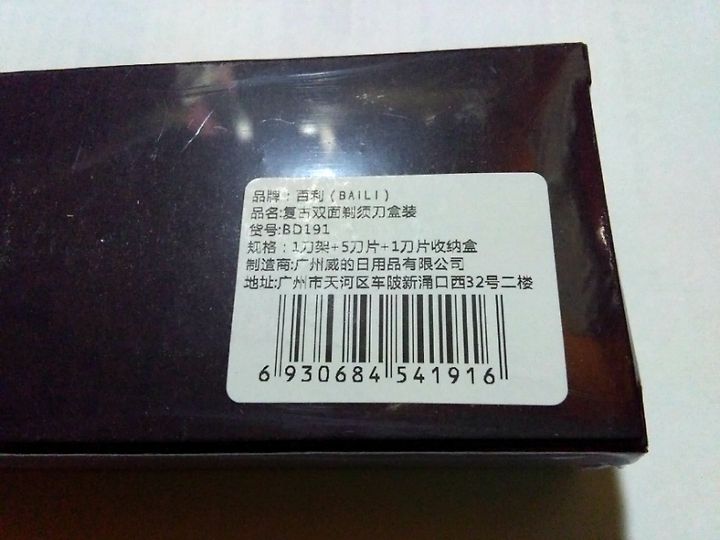 品牌：百利(BAILI)
品名:复古双面剃须刀盒装
货号:BD191
规格：1刀架+5刀片+1刀片收纳盒
制造商:广州威的日用品有限公司
地址:广州市天河区车陂新涌口西32号二楼
6 930684 541916